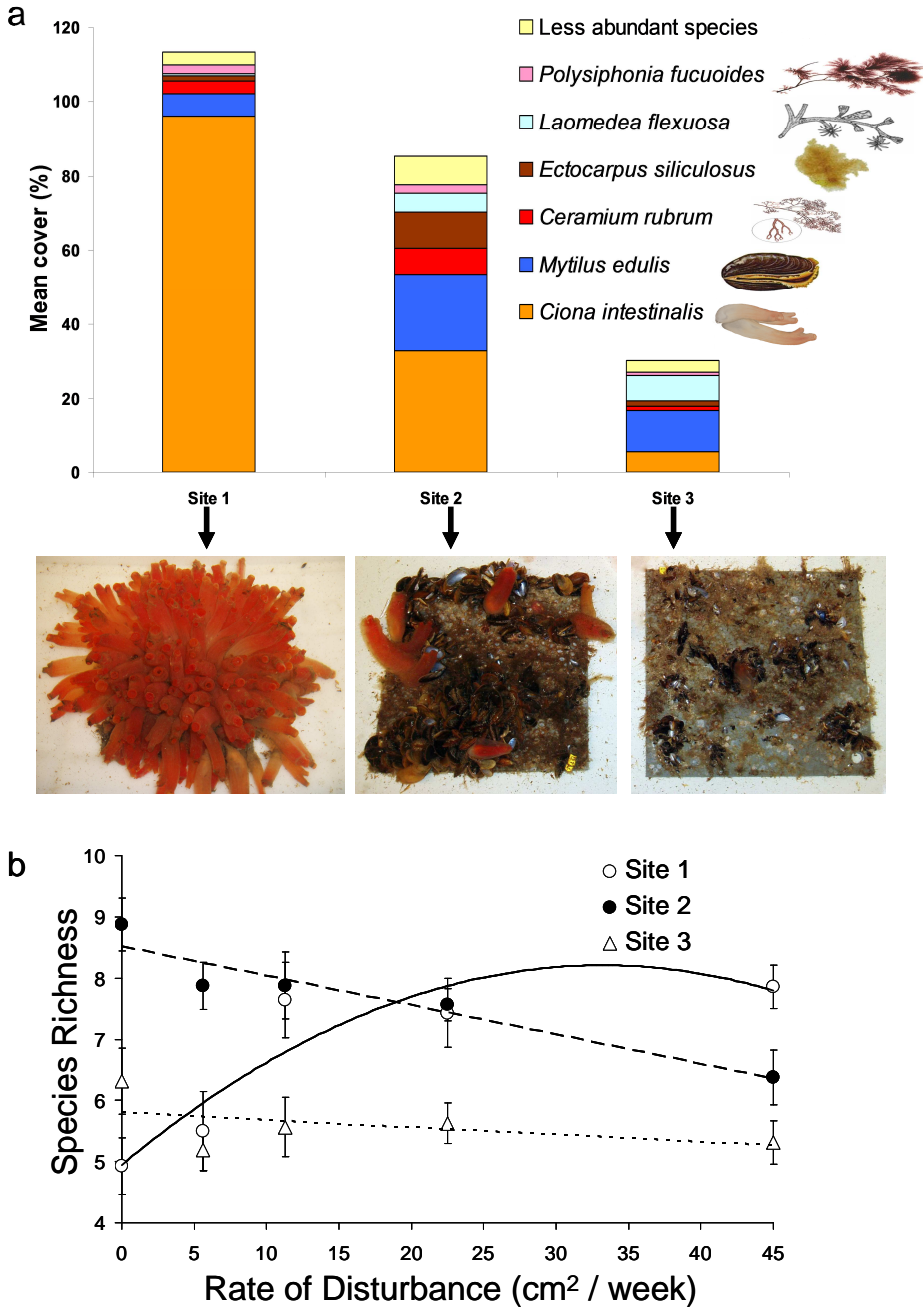 a
Mean cover (%)
120
100
80
60
40
20
0
Less abundant species
Polysiphonia fucuoides
Laomedea flexuosa
Ectocarpus siliculosus
Ceramium rubrum
Mytilus edulis
Ciona intestinalis
Site 1
Site 2
Site 3
b
Species Richness
10
9
8
7
6
5
4
Site 1
Site 2
Site 3
0 5 10 15 20 25 30 35 40 45
Rate of Disturbance (cm² / week)